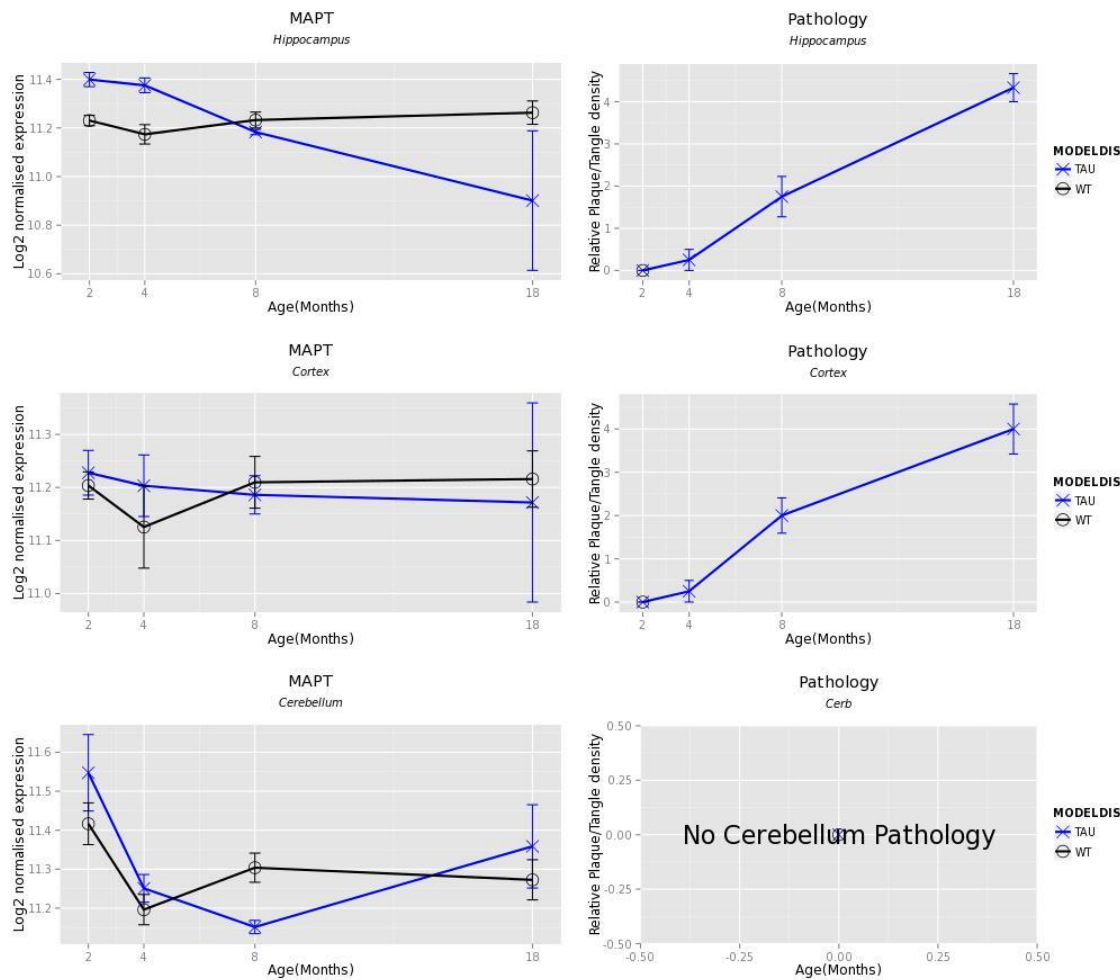 MAPT
Hippocampus
Log2 normalised expression
11.4
11.2
11.0
10.8
10.6
2 4 8 18
Age(Months)
Pathology
Hippocampus
Relative Plaque/Tangle density
4
3
2
1
0
2 4 8 18
Age(Months)
MODELDIS
TAU
WT
MAPT
Cortex
Log2 normalised expression
11.3
11.2
11.1
11.0
2 4 8 18
Age(Months)
Pathology
Cortex
Relative Plaque/Tangle density
4
3
2
1
0
2 4 8 18
Age(Months)
MODELDIS
TAU
WT
MAPT
Cerebellum
Log2 normalised expression
11.6
11.5
11.4
11.3
11.2
2 4 8 18
Age(Months)
Pathology
Cerb
Relative Plaque/Tangle density
0.50
0.25
0.00
-0.25
-0.50
No Cerebellum Pathology
-0.50 -0.25 0.00 0.25 0.50
Age(Months)
MODELDIS
TAU
WT